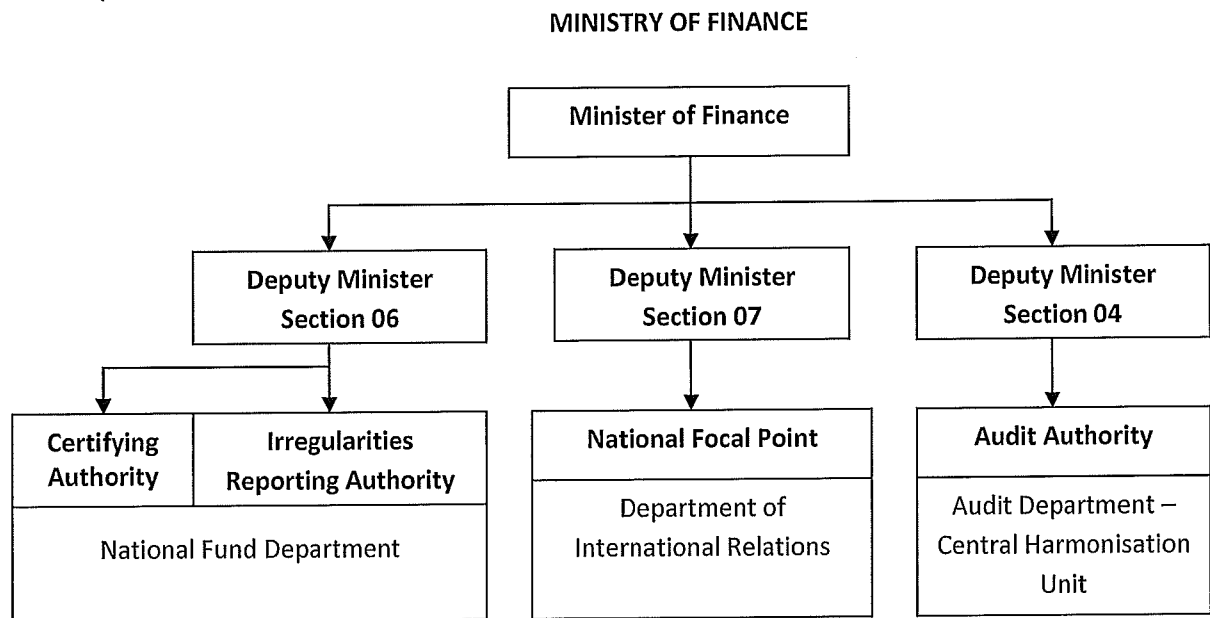 MINISTRY OF FINANCE
Minister of Finance
Deputy Minister
Section 06
Deputy Minister
Section 07
Deputy Minister
Section 04
Certifying
Authority
Irregularities
Reporting Authority
National Fund Department
National Focal Point
Department of
International Relations
Audit Authority
Audit Department –
Central Harmonisation
Unit